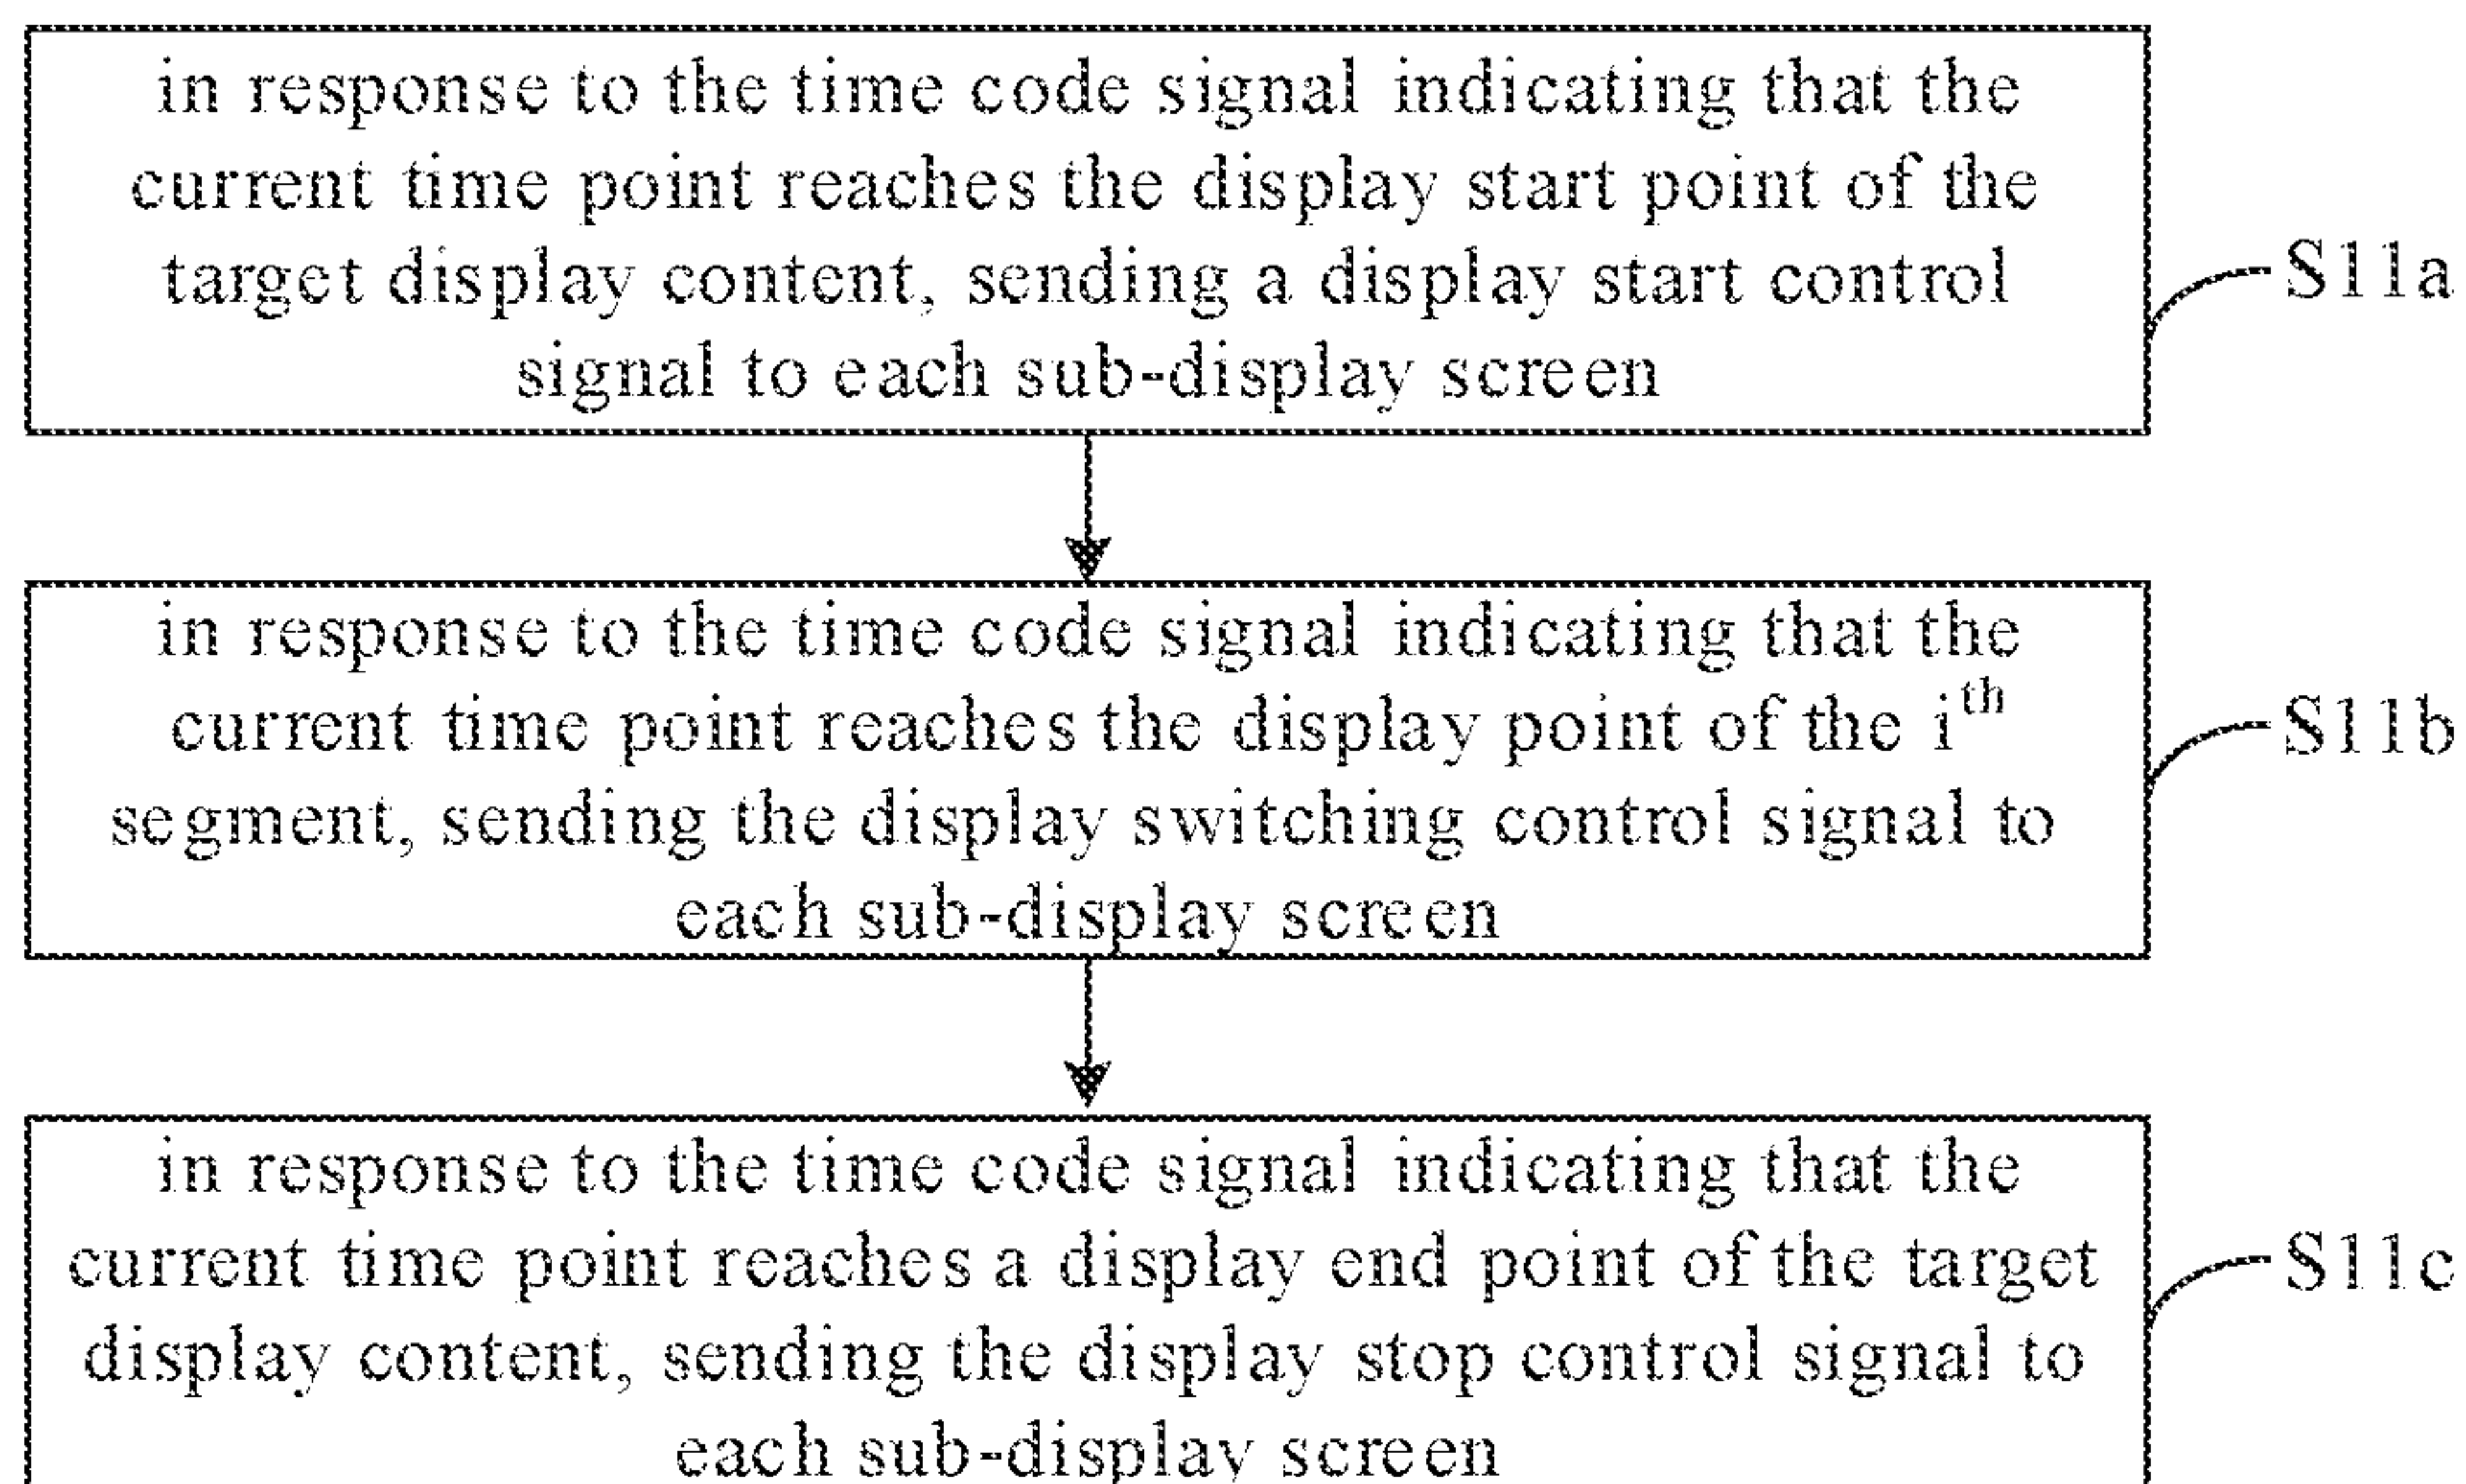 in response to the time code signal indicating that the
current time point reaches the display start point of the
target display content, sending a display start control
signal to each sub-display screen
S11a
in response to the time code signal indicating that the
current time point reaches the display point of the i^th
segment, sending the display switching control signal to
each sub-display screen
S11b
in response to the time code signal indicating that the
current time point reaches a display end point of the target
display content, sending the display stop control signal to
each sub-display screen
S11c